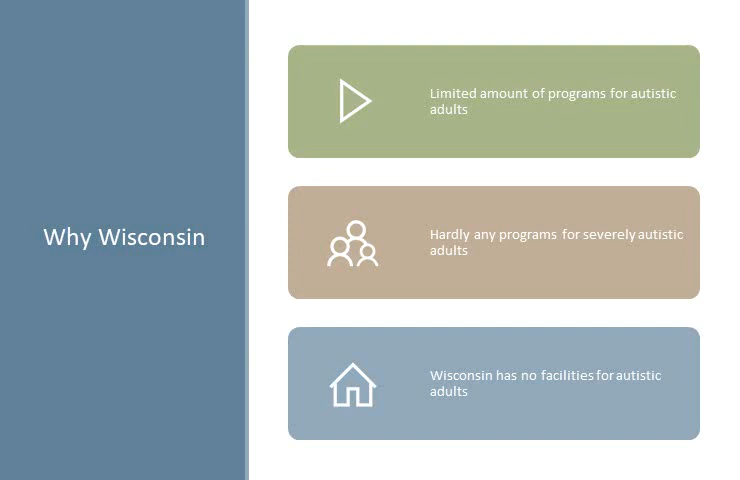 Why Wisconsin
Limited amount of programs for autistic
adults
Hardly any programs for severely autistic
adults
Wisconsin has no facilities for autistic
adults